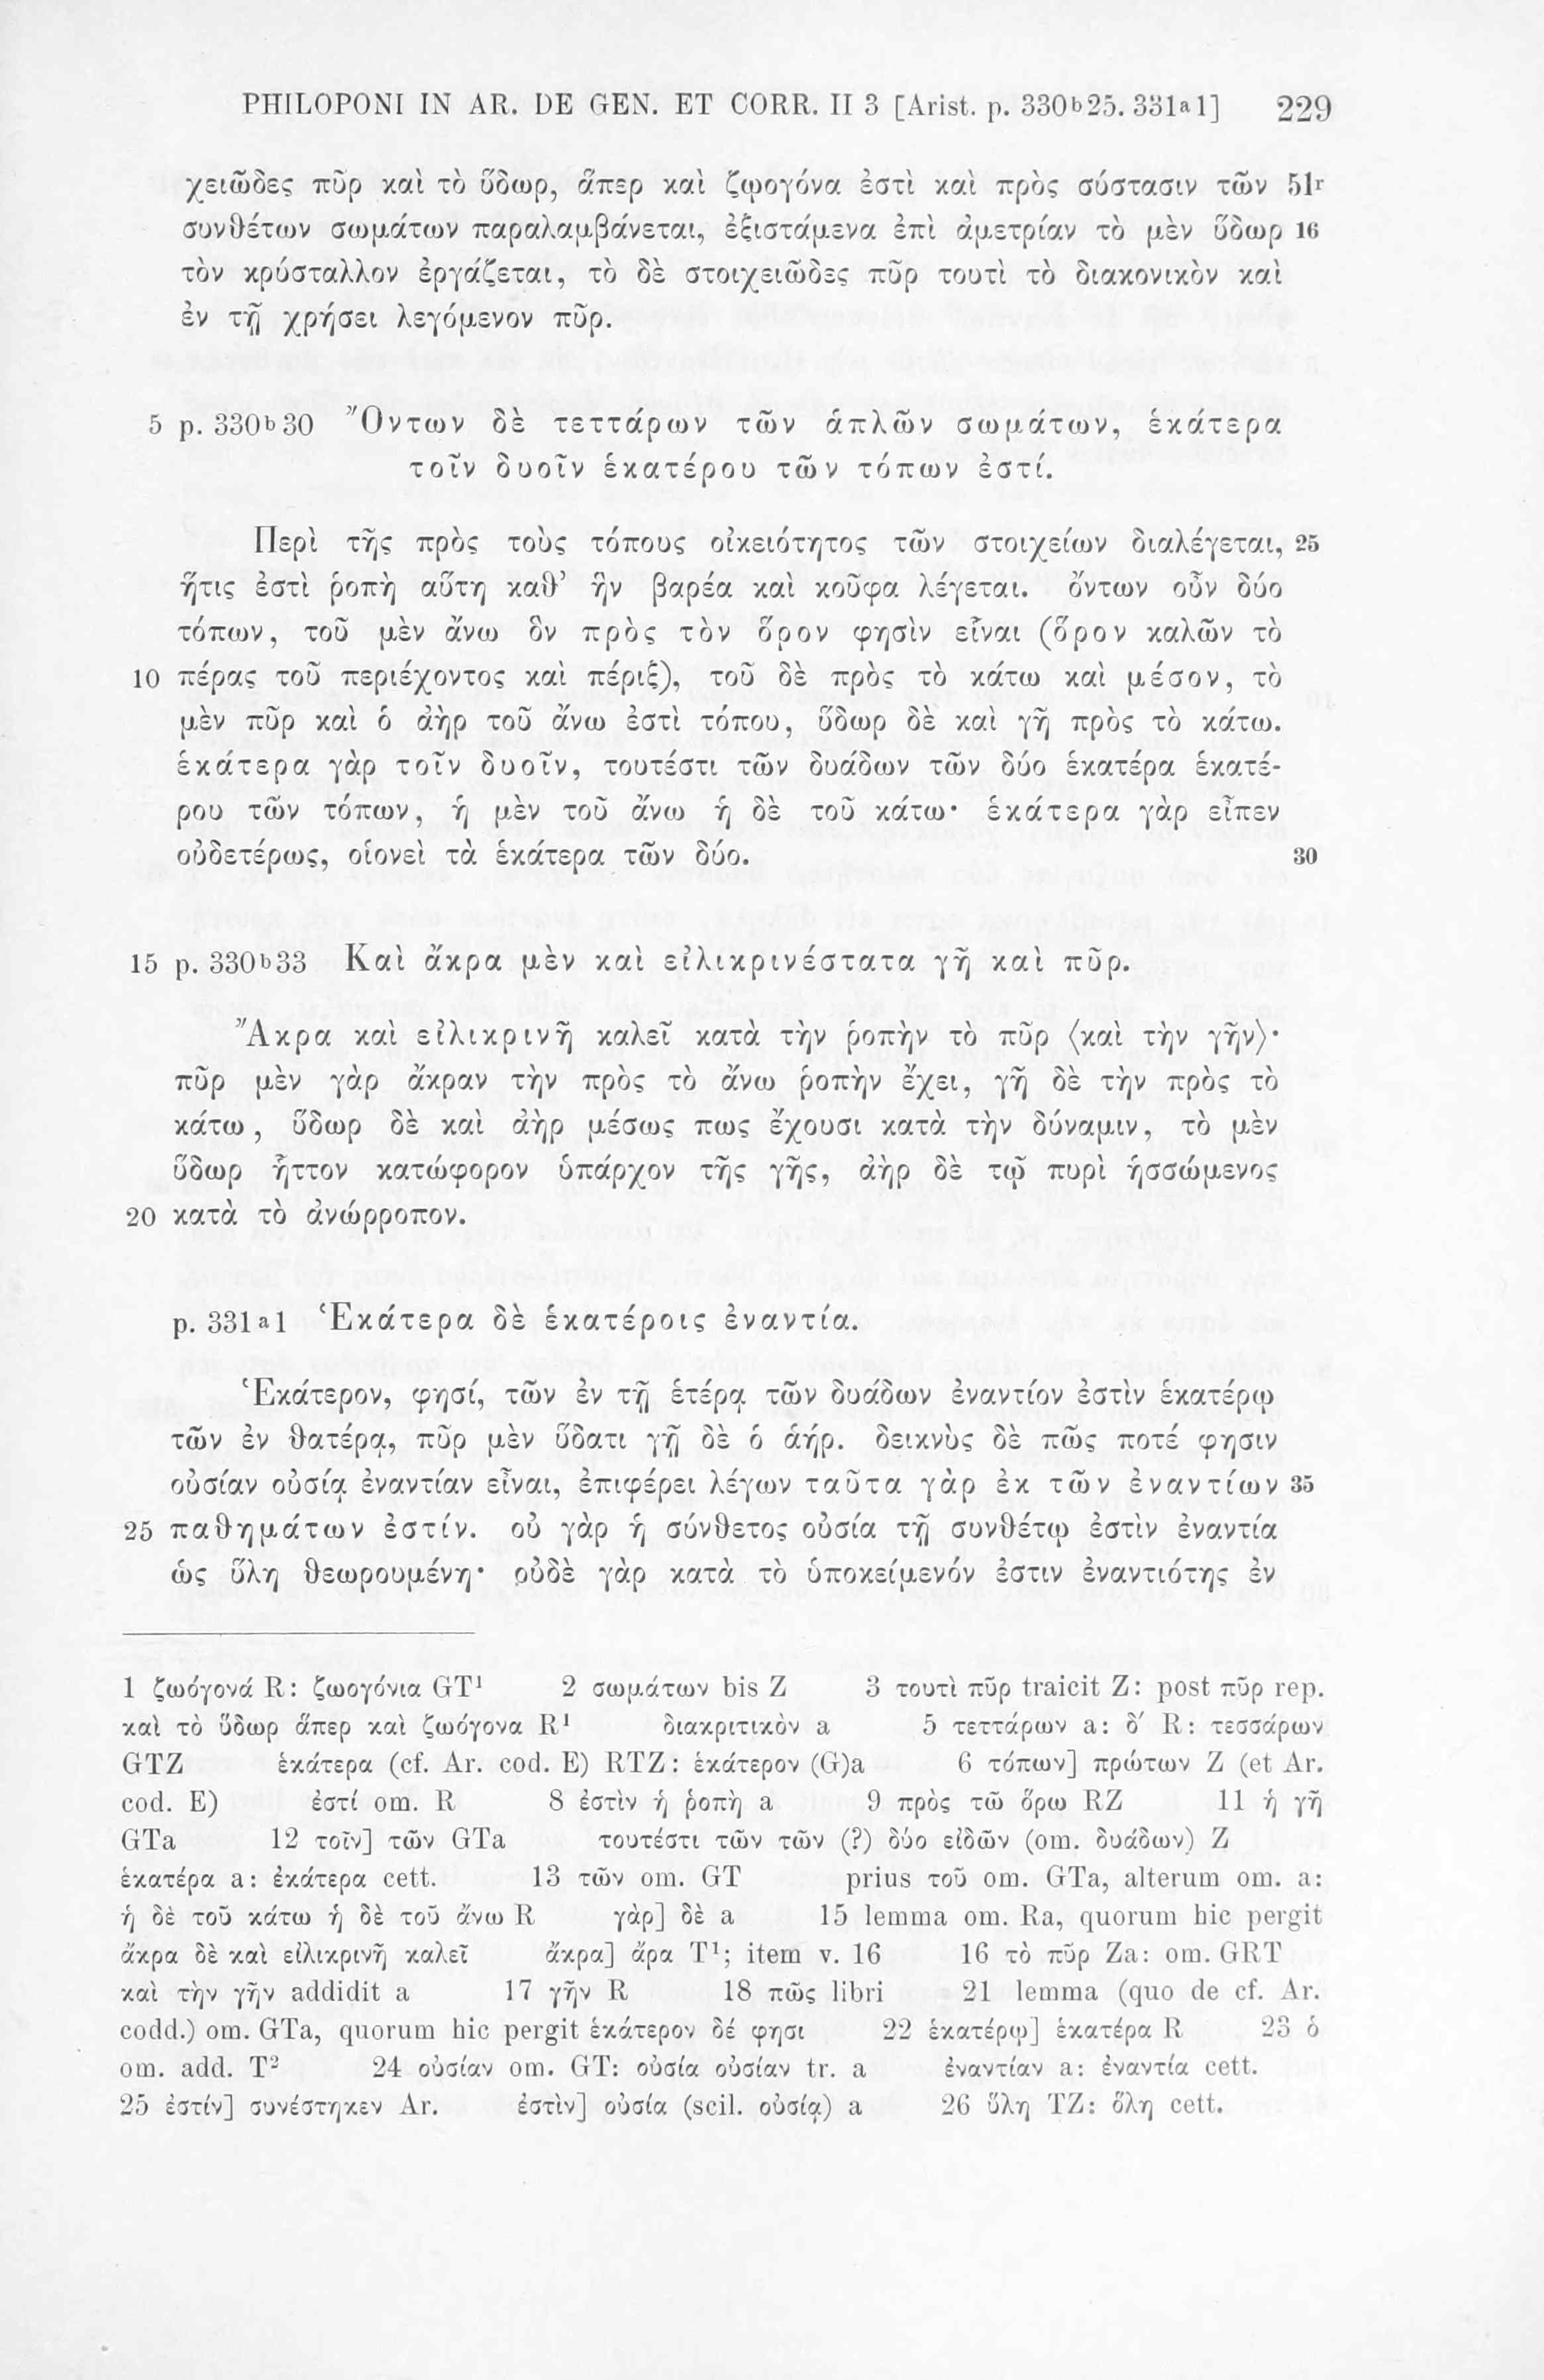 PHILOPONI IN AR. DE GEN. ET CORR. II 3 [Arist. p. 330ᵇ25. 331ᵃ1] 229
χειῶδες πῦρ καὶ τὸ ὕδωρ, ἅπερ καὶ ζῳογόνα ἐστὶ καὶ πρὸς σύστασιν τῶν 51ʳ
συνθέτων σωμάτων παραλαμβάνεται, ἐξιστάμενα ἐπὶ ἀμετρίαν τὸ μὲν ὕδωρ 16
τὸν κρύσταλλον ἐργάζεται, τὸ δὲ στοιχειῶδες πῦρ τουτὶ τὸ διακονικὸν καὶ
ἐν τῇ χρήσει λεγόμενον πῦρ.
5 p. 330ᵇ30 Ὄντων δὲ τεττάρων τῶν ἁπλῶν σωμάτων, ἑκάτερα
τοῖν δυοῖν ἑκατέρου τῶν τόπων ἐστί.
Περὶ τῆς πρὸς τοὺς τόπους οἰκειότητος τῶν στοιχείων διαλέγεται, 25
ἥτις ἐστὶ ῥοπὴ αὕτη καθ’ ἣν βαρέα καὶ κοῦφα λέγεται. ὄντων οὖν δύο
τόπων, τοῦ μὲν ἄνω ὃν πρὸς τὸν ὅρον φησὶν εἶναι (ὅρον καλῶν τὸ
10 πέρας τοῦ περιέχοντος καὶ πέριξ), τοῦ δὲ πρὸς τὸ κάτω καὶ μέσον, τὸ
μὲν πῦρ καὶ ὁ ἀὴρ τοῦ ἄνω ἐστὶ τόπου, ὕδωρ δὲ καὶ γῆ πρὸς τὸ κάτω.
ἑκάτερα γὰρ τοῖν δυοῖν, τουτέστι τῶν δυάδων τῶν δύο ἑκατέρα ἑκατέ-
ρου τῶν τόπων, ἡ μὲν τοῦ ἄνω ἡ δὲ τοῦ κάτω· ἑκάτερα γὰρ εἶπεν
οὐδετέρως, οἱονεὶ τὰ ἑκάτερα τῶν δύο. 30
15 p. 330ᵇ33 Καὶ ἄκρα μὲν καὶ εἰλικρινέστατα γῆ καὶ πῦρ.
Ἄκρα καὶ εἰλικρινῆ καλεῖ κατὰ τὴν ῥοπὴν τὸ πῦρ ⟨καὶ τὴν γῆν⟩·
πῦρ μὲν γὰρ ἄκραν τὴν πρὸς τὸ ἄνω ῥοπὴν ἔχει, γῆ δὲ τὴν πρὸς τὸ
κάτω, ὕδωρ δὲ καὶ ἀὴρ μέσως πως ἔχουσι κατὰ τὴν δύναμιν, τὸ μὲν
ὕδωρ ἧττον κατώφορον ὑπάρχον τῆς γῆς, ἀὴρ δὲ τῷ πυρὶ ἡσσώμενος
20 κατὰ τὸ ἀνώρροπον.
p. 331ᵃ1 Ἑκάτερα δὲ ἑκατέροις ἐναντία.
Ἑκάτερον, φησί, τῶν ἐν τῇ ἑτέρᾳ τῶν δυάδων ἐναντίον ἐστὶν ἑκατέρῳ
τῶν ἐν θατέρᾳ, πῦρ μὲν ὕδατι γῇ δὲ ὁ ἀήρ. δεικνὺς δὲ πῶς ποτέ φησιν
οὐσίαν οὐσίᾳ ἐναντίαν εἶναι, ἐπιφέρει λέγων ταῦτα γὰρ ἐκ τῶν ἐναντίων 35
25 παθημάτων ἐστίν. οὐ γὰρ ἡ σύνθετος οὐσία τῇ συνθέτῳ ἐστὶν ἐναντία
ὡς ὕλη θεωρουμένη· οὐδὲ γὰρ κατὰ τὸ ὑποκείμενόν ἐστιν ἐναντιότης ἐν
1 ζωόγονά R: ζωογόνια GT¹ 2 σωμάτων bis Z 3 τουτὶ πῦρ traicit Z: post πῦρ rep.
καὶ τὸ ὕδωρ ἅπερ καὶ ζωόγονα R¹ διακριτικὸν a 5 τεττάρων a: δ′ R: τεσσάρων
GTZ ἑκάτερα (cf. Ar. cod. E) RTZ: ἑκάτερον (G)a 6 τόπων] πρώτων Z (et Ar.
cod. E) ἐστί om. R 8 ἐστὶν ἡ ῥοπὴ a 9 πρὸς τῶ ὅρω RZ 11 ἡ γῆ
GTa 12 τοῖν] τῶν GTa τουτέστι τῶν τῶν (?) δύο εἰδῶν (om. δυάδων) Z
ἑκατέρα a: ἑκάτερα cett. 13 τῶν om. GT prius τοῦ om. GTa, alterum om. a:
ἡ δὲ τοῦ κάτω ἡ δὲ τοῦ ἄνω R γὰρ] δὲ a 15 lemma om. Ra, quorum hic pergit
ἄκρα δὲ καὶ εἰλικρινῆ καλεῖ ἄκρα] ἄρα T¹; item v. 16 16 τὸ πῦρ Za: om. GRT
καὶ τὴν γῆν addidit a 17 γῆν R 18 πῶς libri 21 lemma (quo de cf. Ar.
codd.) om. GTa, quorum hic pergit ἑκάτερον δέ φησι 22 ἑκατέρῳ] ἑκατέρα R 23 ὁ
om. add. T² 24 οὐσίαν om. GT: οὐσία οὐσίαν tr. a ἐναντίαν a: ἐναντία cett.
25 ἐστίν] συνέστηκεν Ar. ἐστὶν] οὐσία (scil. οὐσίᾳ) a 26 ὕλη TZ: ὅλη cett.